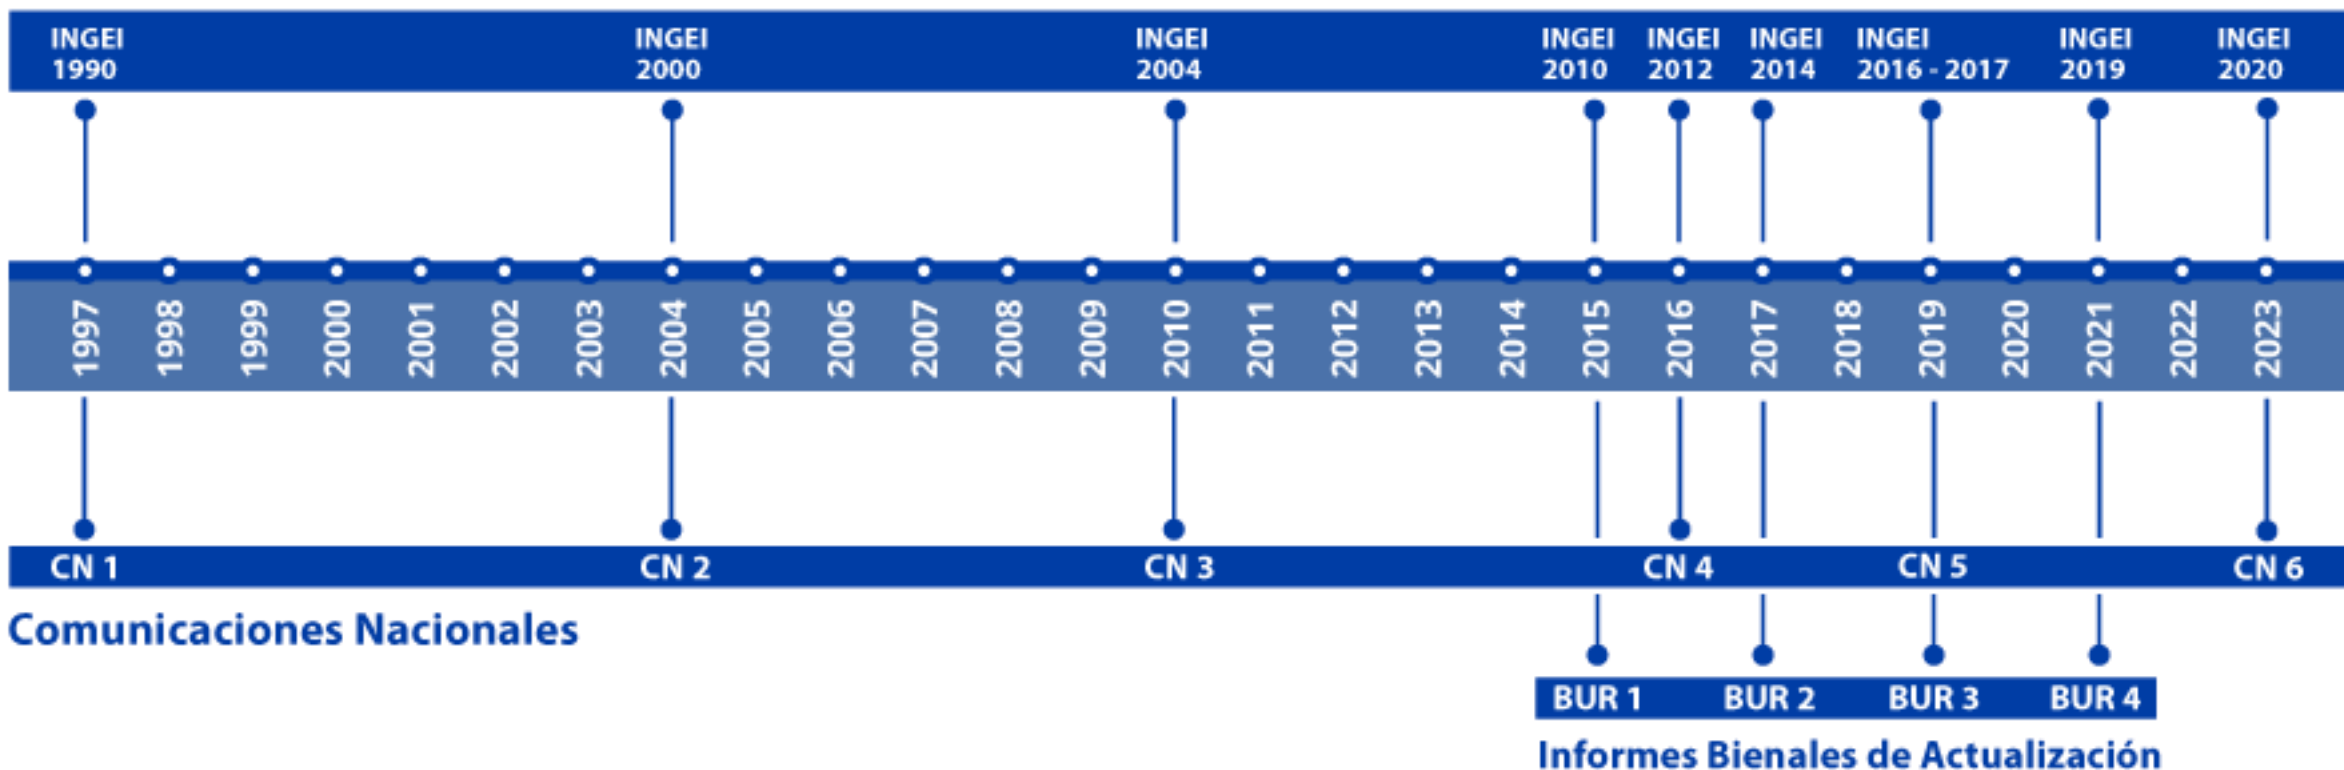 INGEI
1990
INGEI
2000
INGEI
2004
INGEI
2010
INGEI
2012
INGEI
2014
INGEI
2016 - 2017
INGEI
2019
INGEI
2020
1997
1998
1999
2000
2001
2002
2003
2004
2005
2006
2007
2008
2009
2010
2011
2012
2013
2014
2015
2016
2017
2018
2019
2020
2021
2022
2023
CN 1
CN 2
CN 3
CN 4
CN 5
CN 6
Comunicaciones Nacionales
BUR 1
BUR 2
BUR 3
BUR 4
Informes Bienales de Actualización